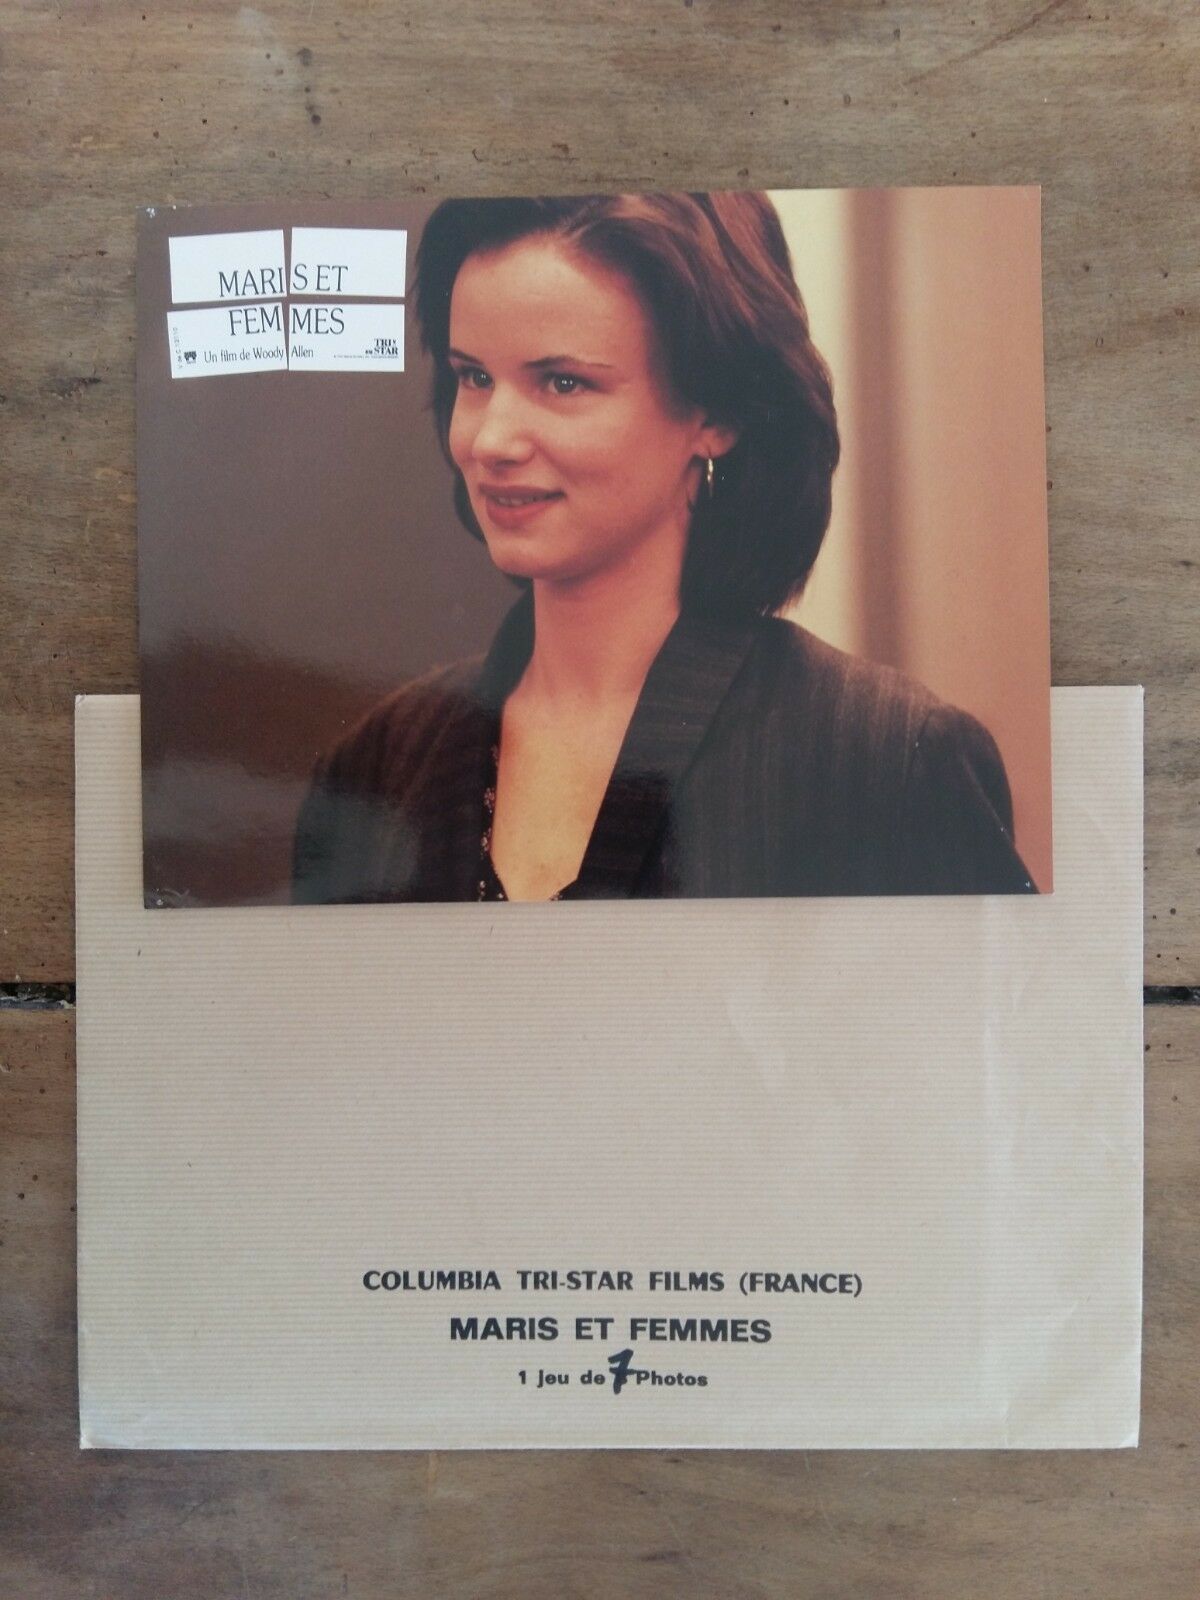 MARIS ET
FEMMES
Un film de Woody Allen
TRI
STAR
COLUMBIA TRI-STAR FILMS (FRANCE)
MARIS ET FEMMES
1 jeu de 7 Photos